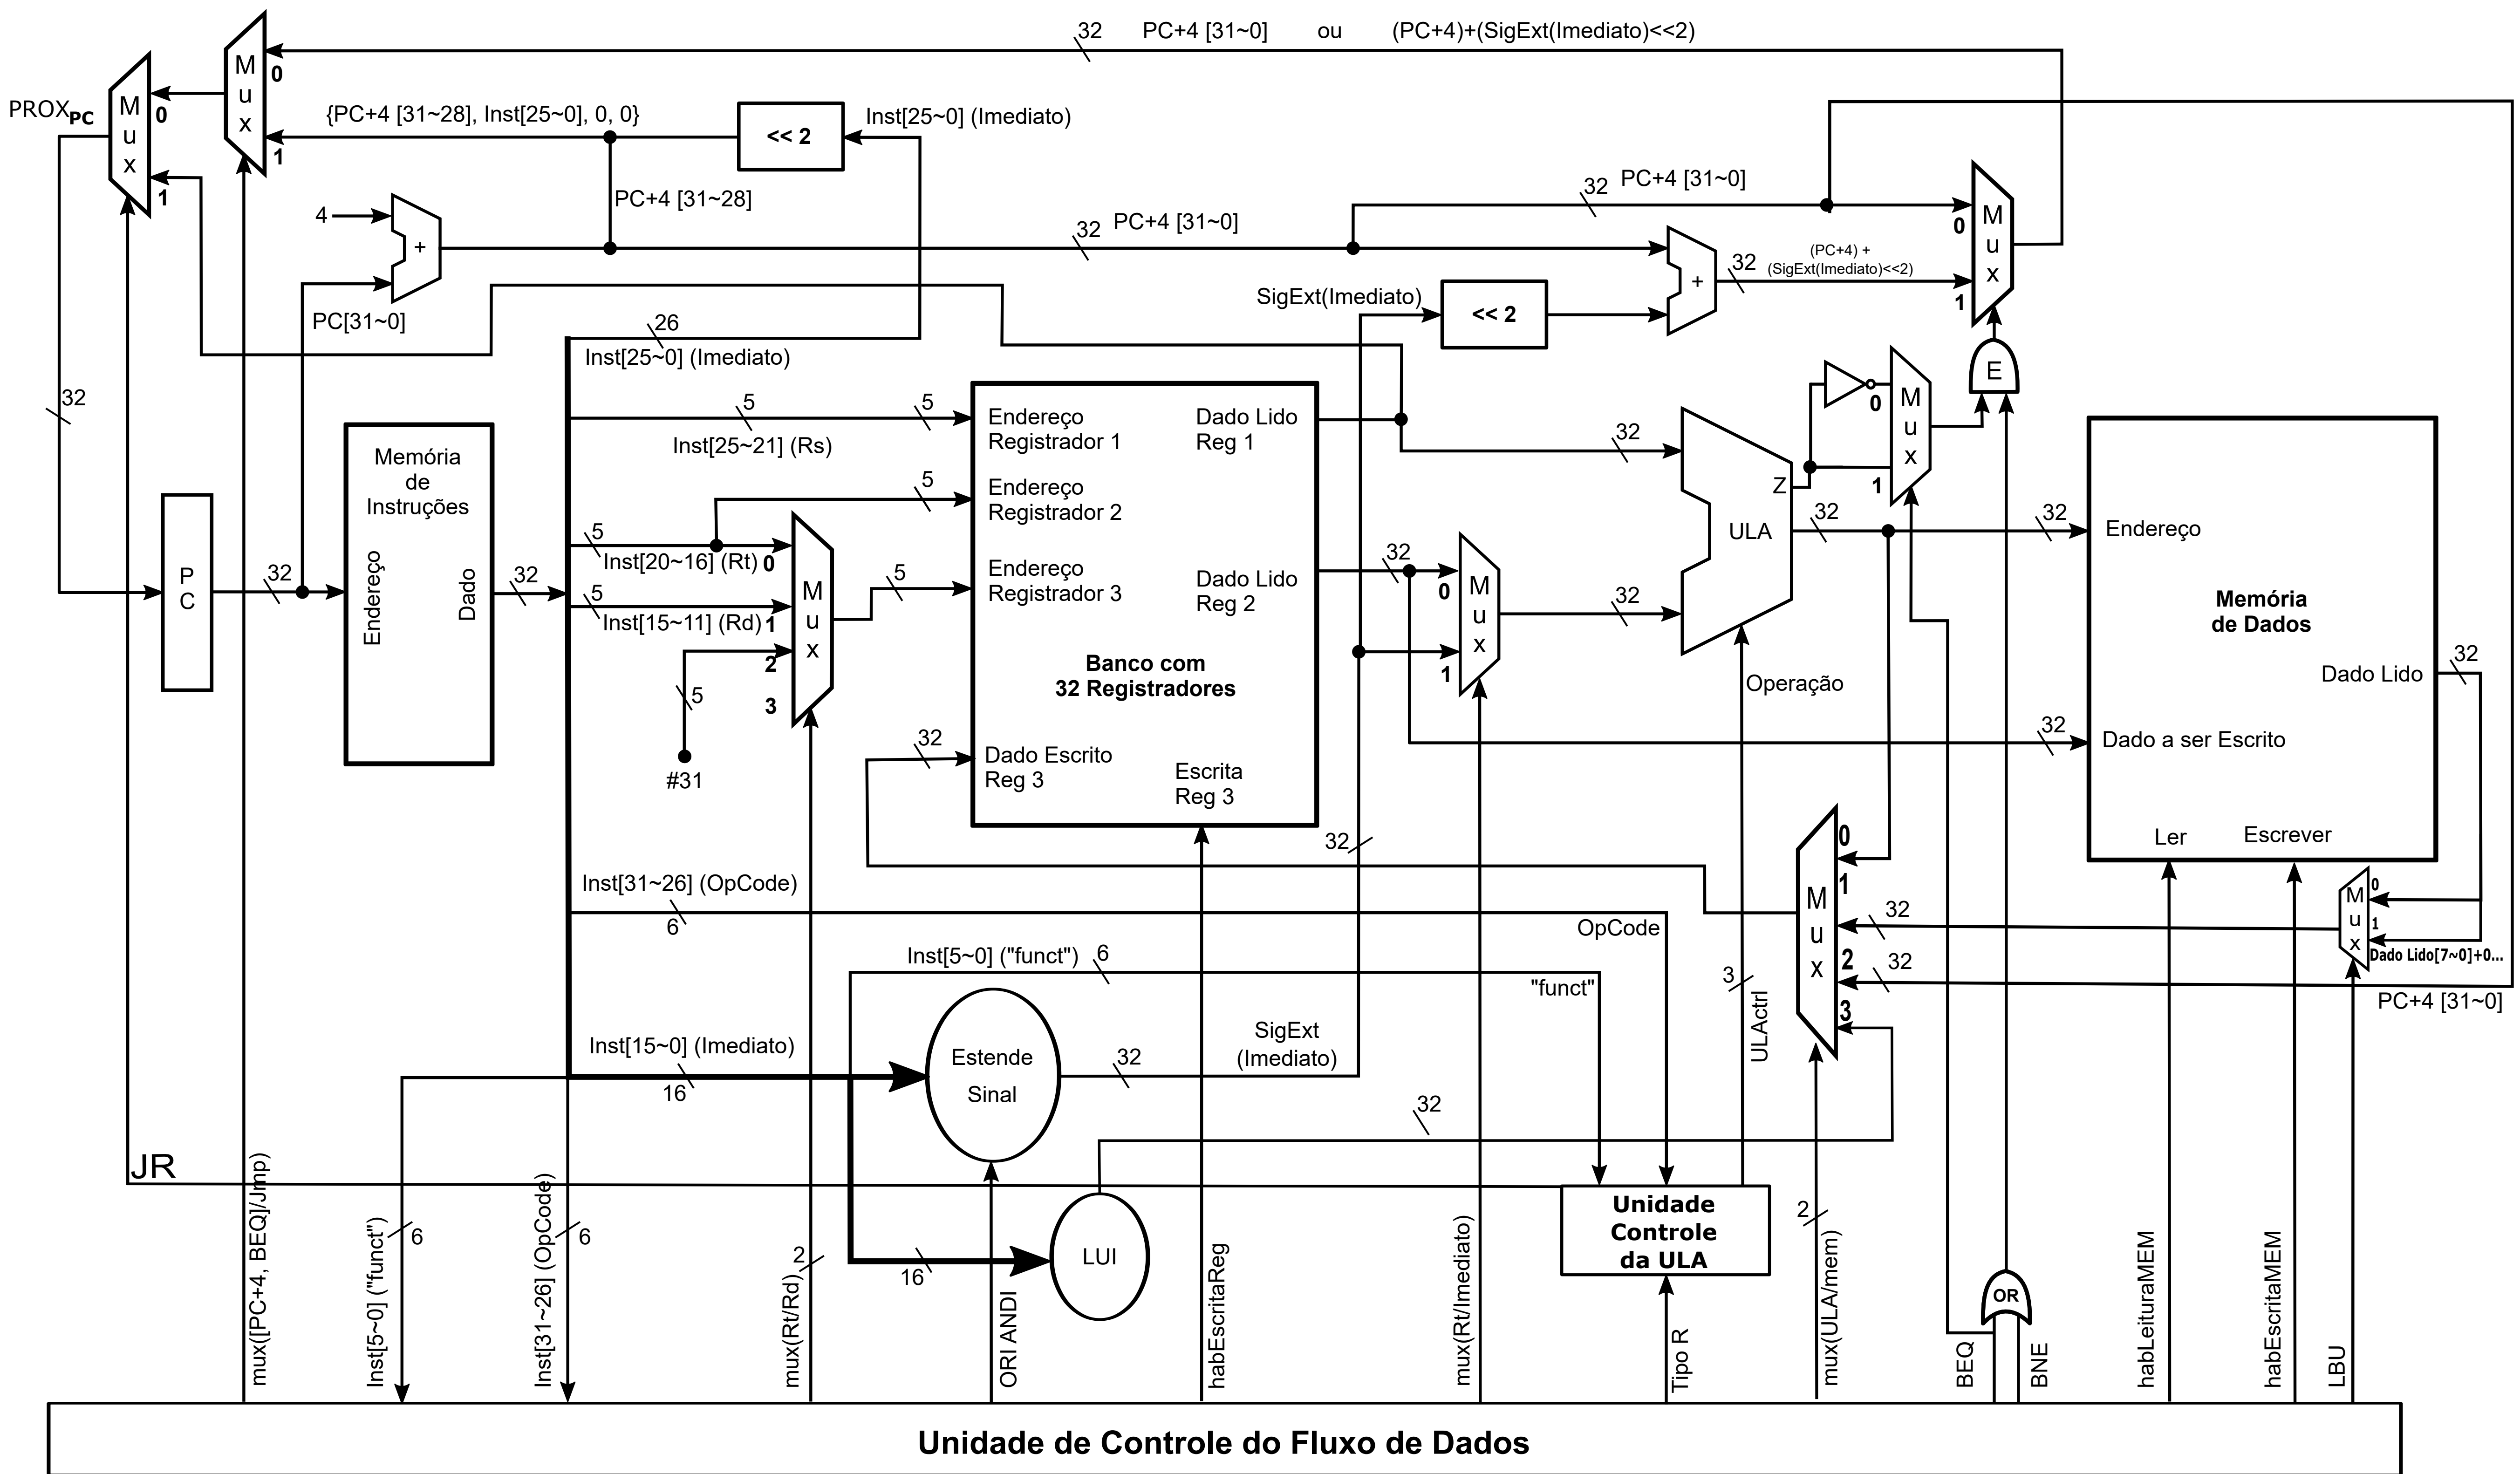 32 PC+4 [31~0] ou (PC+4)+(SigExt(Imediato)<<2)
M u x
0
1
M u x
0
1
PROXPC
{PC+4 [31~28], Inst[25~0], 0, 0}
<< 2
Inst[25~0] (Imediato)
PC+4 [31~28]
4
+
PC[31~0]
32
PC+4 [31~0]
32
PC+4 [31~0]
SigExt(Imediato)
<< 2
+
32
(PC+4) +
(SigExt(Imediato)<<2)
M u x
0
1
E
26
Inst[25~0] (Imediato)
32
P
C
32
Memória
de
Instruções
Endereço
Dado
32
5
5
Inst[25~21] (Rs)
5
5
Inst[20~16] (Rt)
0
5
Inst[15~11] (Rd)
1
2
3
M u x
5
5
#31
Endereço
Registrador 1
Endereço
Registrador 2
Endereço
Registrador 3
Dado Lido
Reg 1
Dado Lido
Reg 2
Banco com
32 Registradores
32
Dado Escrito
Reg 3
Escrita
Reg 3
32
32
0
1
M u x
32
32
Z
ULA
32
Operação
0
1
M u x
32
Endereço
Memória
de Dados
Dado Lido
32
32
Dado a ser Escrito
Ler
Escrever
M u x
0
1
Dado Lido[7~0]+0...
M u x
0
1
2
3
32
32
PC+4 [31~0]
Inst[31~26] (OpCode)
6
OpCode
Inst[5~0] ("funct")
6
"funct"
3
ULActrl
Inst[15~0] (Imediato)
16
Estende
Sinal
32
SigExt
(Imediato)
32
16
LUI
JR
Unidade
Controle
da ULA
mux([PC+4, BEQ]/Jmp)
Inst[5~0] ("funct")
6
Inst[31~26] (OpCode)
6
mux(Rt/Rd)
2
ORI ANDI
habEscritaReg
mux(Rt/Imediato)
Tipo R
2
mux(ULA/mem)
OR
BEQ
BNE
habLeituraMEM
habEscritaMEM
LBU
Unidade de Controle do Fluxo de Dados